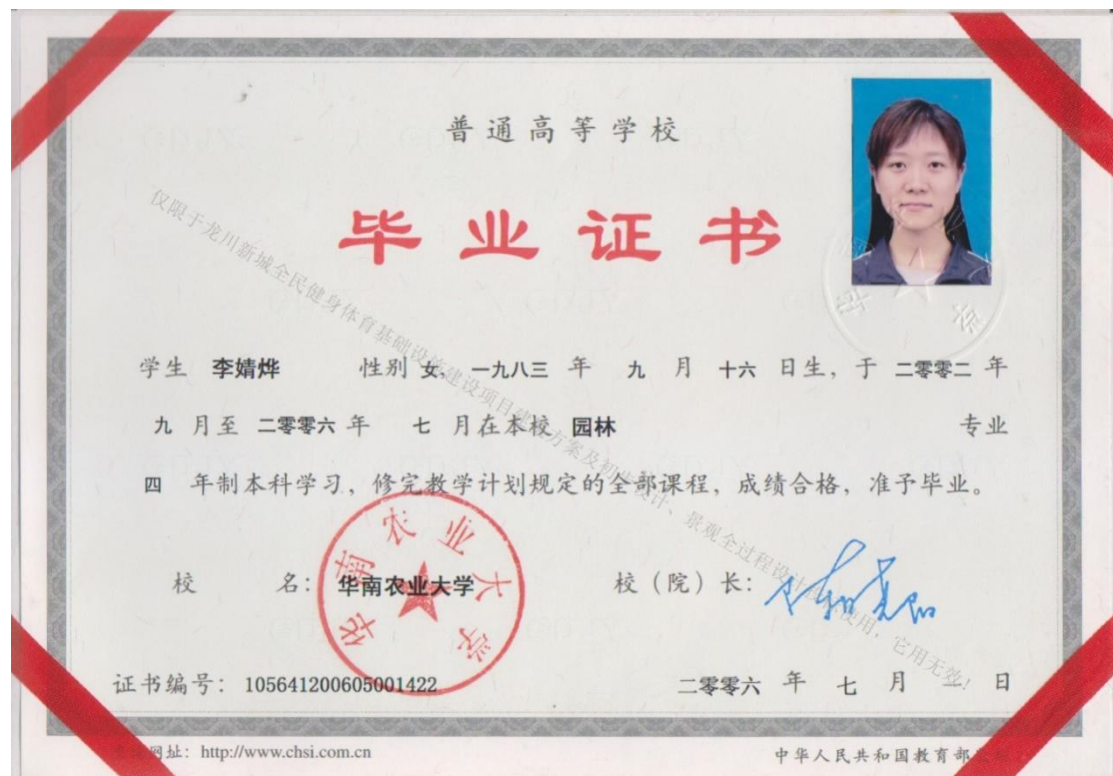 普通高等学校
毕业证书
学生 李婧烨 性别 女, 一九八三 年 九 月 十六 日生, 于 二零零二 年
九 月至 二零零六 年 七 月在本校 园林 专业
四 年制本科学习, 修完教学计划规定的全部课程, 成绩合格, 准予毕业。
校 名: 华南农业大学
校（院）长:
华南农业大学
证书编号: 105641200605001422
二零零六 年 七 月 日
网址: http://www.chsi.com.cn
中华人民共和国教育部
仅限于龙川新城全民健身体育基础设施建设项目建设方案及初步设计、景观全过程设计 使用, 它用无效!